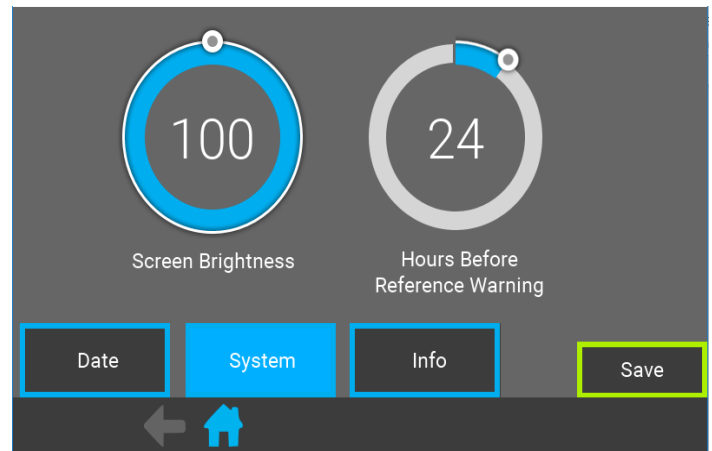 100
24
Screen Brightness
Hours Before
Reference Warning
Date
System
Info
Save